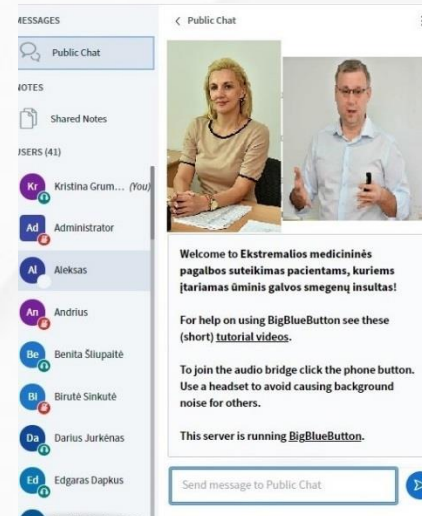 MESSAGES
Public Chat
NOTES
Shared Notes
USERS (41)
Kr
Kristina Grum... (You)
Ad
Administrator
Al
Aleksas
An
Andrius
Be
Benita Šliupaitė
Bi
Birutė Sinkutė
Da
Darius Jurkėnas
Ed
Edgaras Dapkus
Public Chat
Welcome to Ekstremalios medicininės
pagalbos suteikimas pacientams, kuriems
įtariamas ūminis galvos smegenų insultas!
For help on using BigBlueButton see these
(short) tutorial videos.
To join the audio bridge click the phone button.
Use a headset to avoid causing background
noise for others.
This server is running BigBlueButton.
Send message to Public Chat